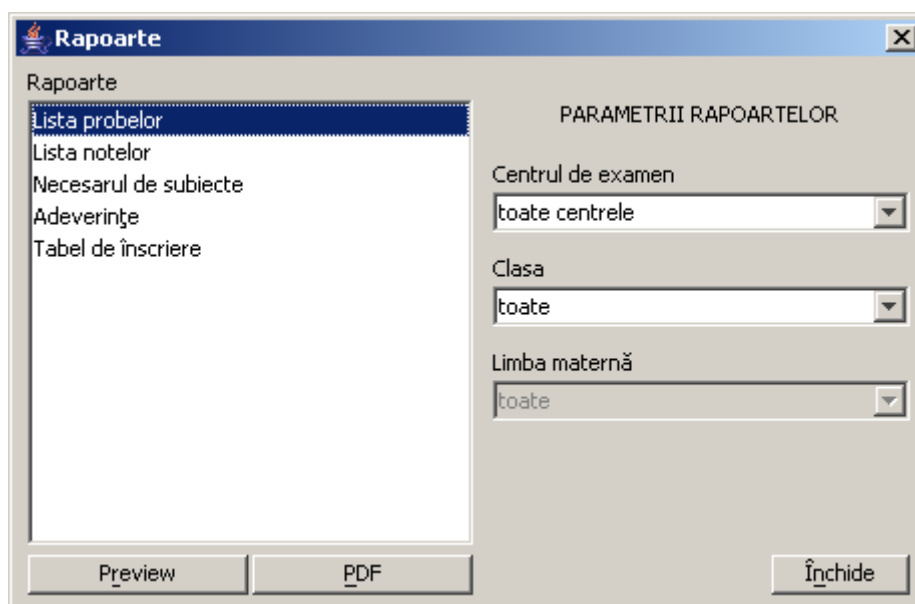 Rapoarte
Rapoarte
Lista probelor
Lista notelor
Necesarul de subiecte
Adeverinţe
Tabel de înscriere
PARAMETRII RAPOARTELOR
Centrul de examen
toate centrele
Clasa
toate
Limba maternă
toate
Preview
PDF
Închide